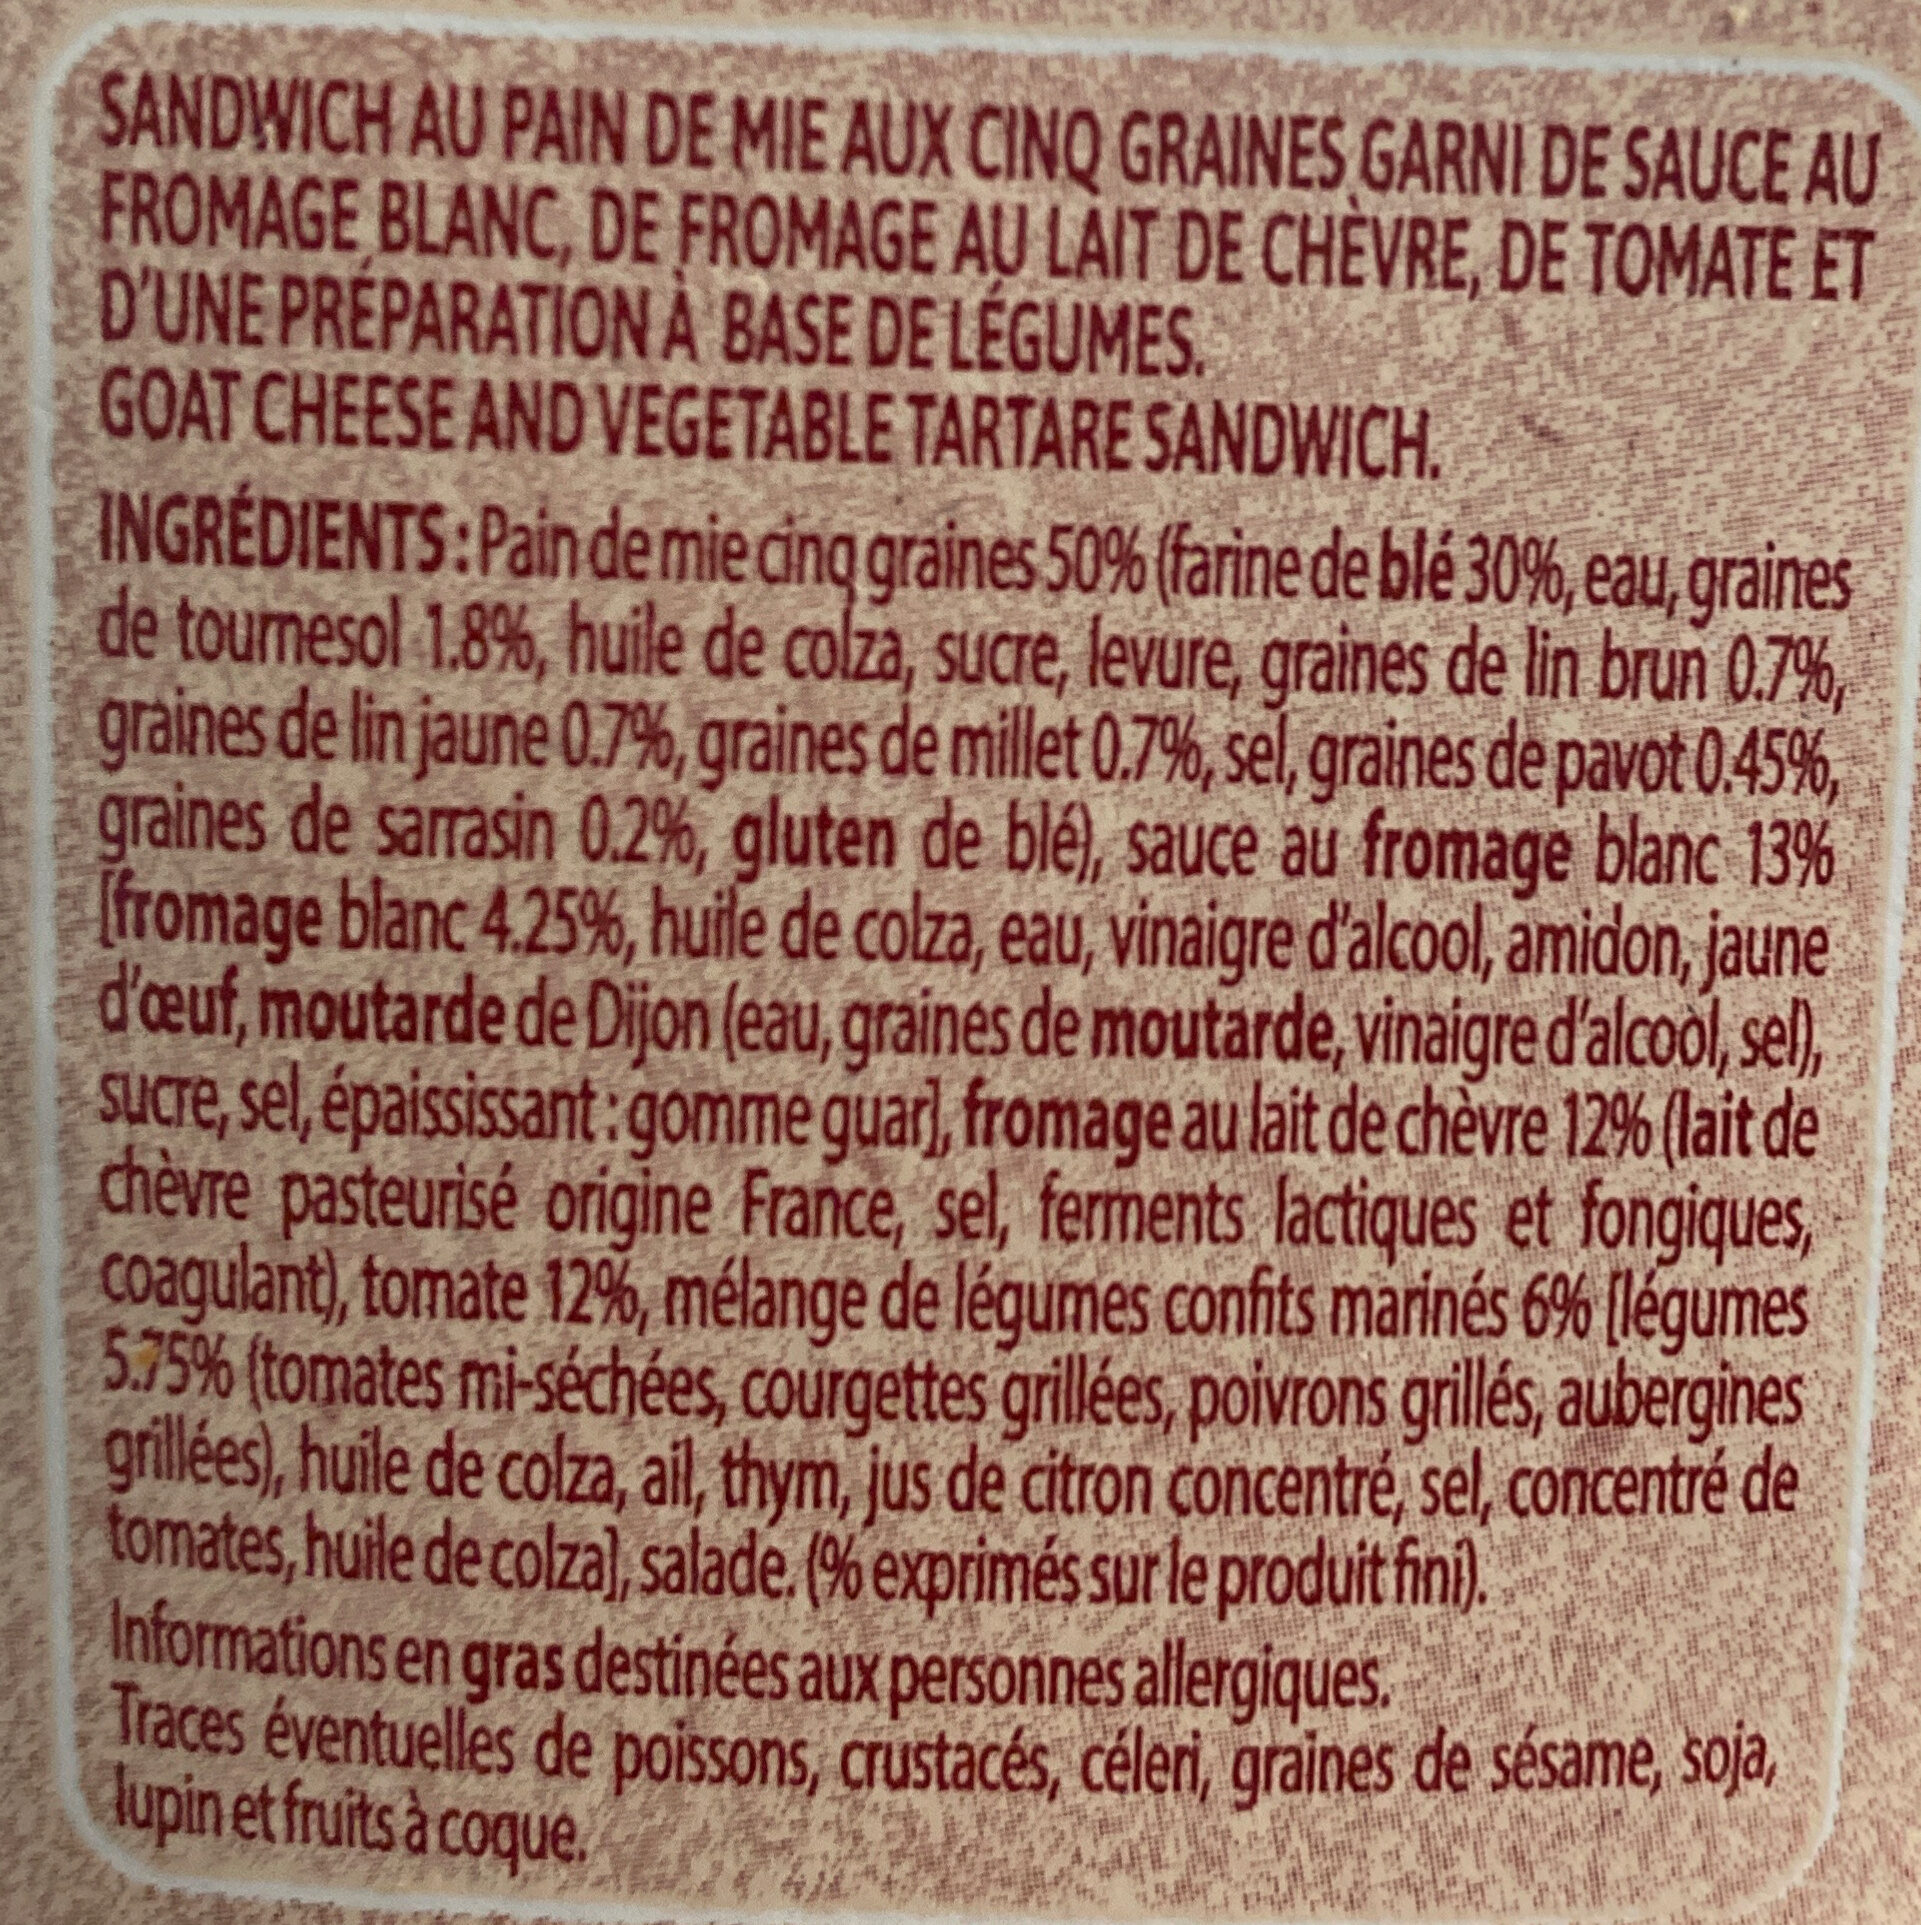 SANDWICH AU PAIN DE MIE AUX CINQ GRAINES GARNI DE SAUCE AU
FROMAGE BLANC, DE FROMAGE AU LAIT DE CHÈVRE, DE TOMATE ET
D'UNE PRÉPARATION À BASE DE LÉGUMES.
GOAT CHEESE AND VEGETABLE TARTARE SANDWICH.
INGRÉDIENTS : Pain de mie cinq graines 50% (farine de blé 30%, eau, graines
de tournesol 1.8%, huile de colza, sucre, levure, graines de lin brun 0.7%,
graines de lin jaune 0.7%, graines de millet 0.7%, sel, graines de pavot 0.45%,
graines de sarrasin 0.2%, gluten de blé), sauce au fromage blanc 13%
[fromage blanc 4.25%, huile de colza, eau, vinaigre d'alcool, amidon, jaune
d'œuf, moutarde de Dijon (eau, graines de moutarde, vinaigre d'alcool, sel),
sucre, sel, épaississant : gomme guar], fromage au lait de chèvre 12% (lait de
chèvre pasteurisé origine France, sel, ferments lactiques et fongiques,
coagulant), tomate 12%, mélange de légumes confits marinés 6% [légumes
5.75% (tomates mi-séchées, courgettes grillées, poivrons grillés, aubergines
grillées), huile de colza, ail, thym, jus de citron concentré, sel, concentré de
tomates, huile de colza], salade. (% exprimés sur le produit fini).
Informations en gras destinées aux personnes allergiques.
Traces éventuelles de poissons, crustacés, céleri, graines de sésame, soja,
lupin et fruits à coque.